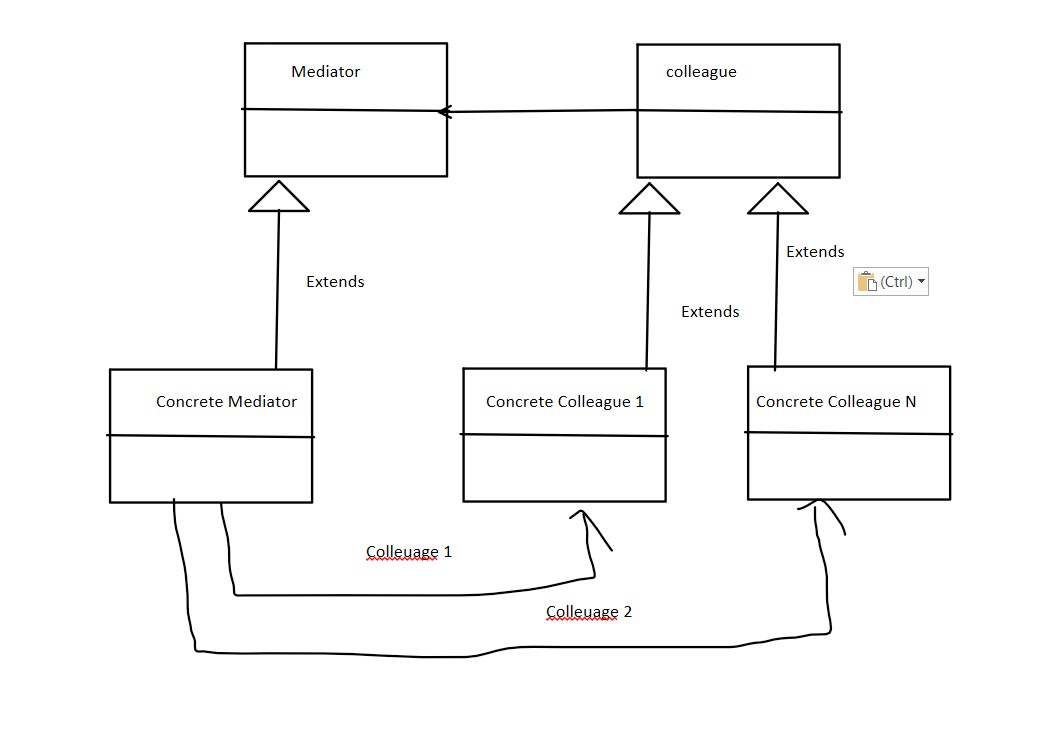 Mediator
colleague
Extends
(Ctrl)
Extends
Extends
Concrete Mediator
Concrete Colleague 1
Concrete Colleague N
Colleuage 1
Colleuage 2